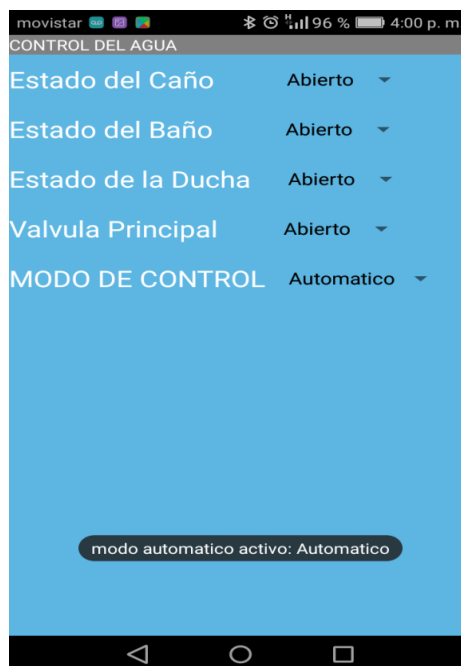 movistar H 96 % 4:00 p. m.
CONTROL DEL AGUA
Estado del Caño Abierto
Estado del Baño Abierto
Estado de la Ducha Abierto
Valvula Principal Abierto
MODO DE CONTROL Automatico
modo automatico activo: Automatico